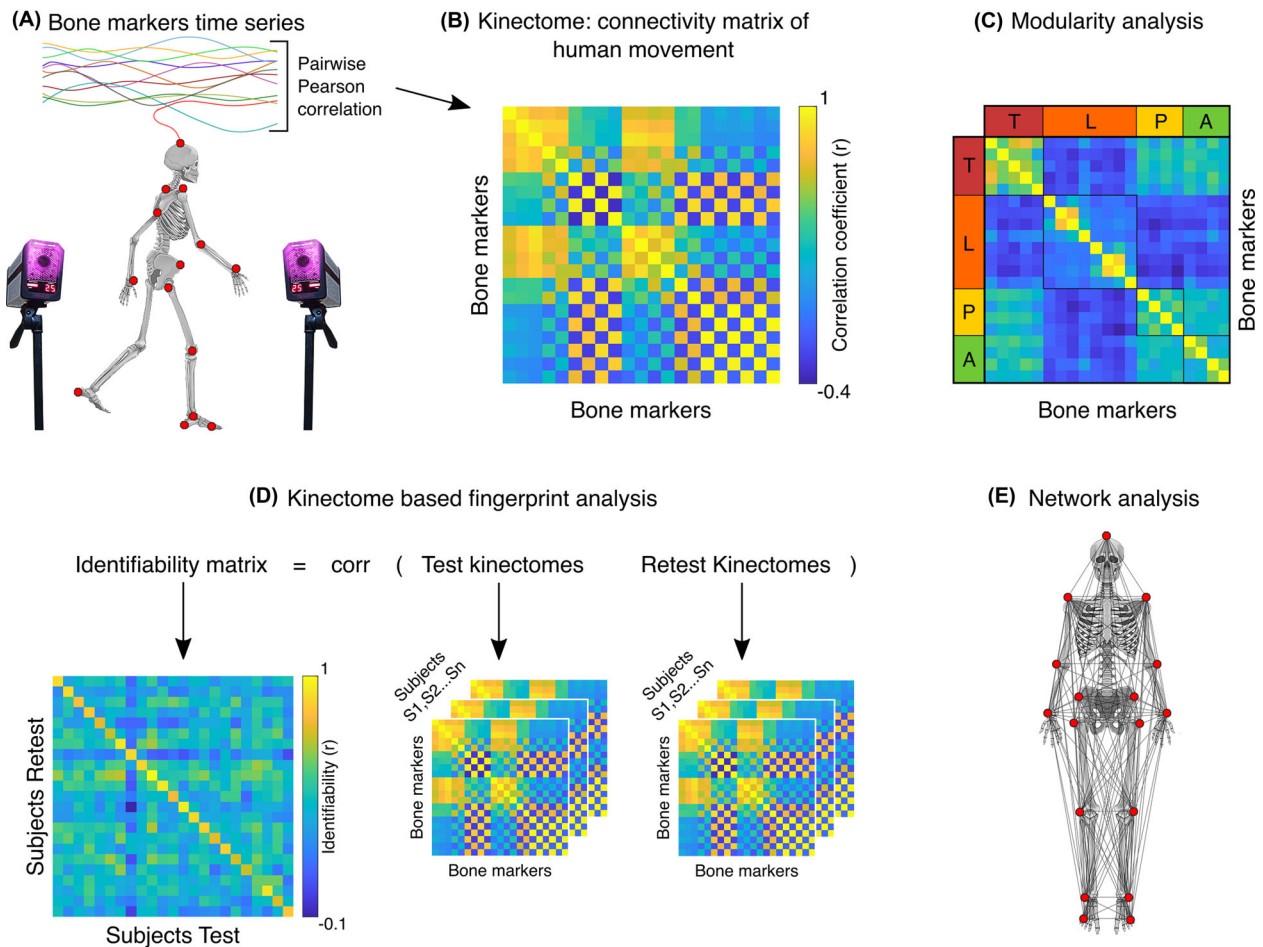 (A) Bone markers time series
Pairwise
Pearson
correlation
25
25
(B) Kinectome: connectivity matrix of
human movement
Bone markers
Bone markers
1
Correlation coefficient (r)
-0.4
(C) Modularity analysis
T L P A
T
L
P
A
Bone markers
Bone markers
(D) Kinectome based fingerprint analysis
Identifiability matrix = corr ( Test kinectomes Retest Kinectomes )
Subjects Retest
Subjects Test
1
Identifiability (r)
-0.1
Subjects
S1,S2...Sn
Bone markers
Bone markers
Subjects
S1,S2...Sn
Bone markers
Bone markers
(E) Network analysis